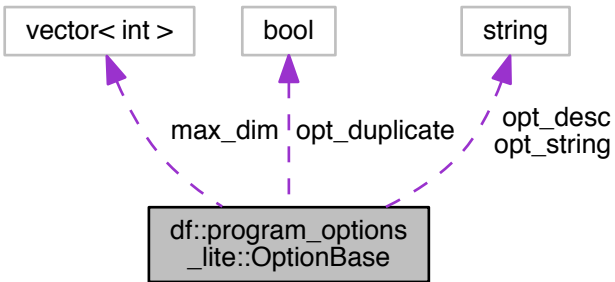 vector< int >
bool
string
max_dim
opt_duplicate
opt_desc
opt_string
df::program_options
_lite::OptionBase